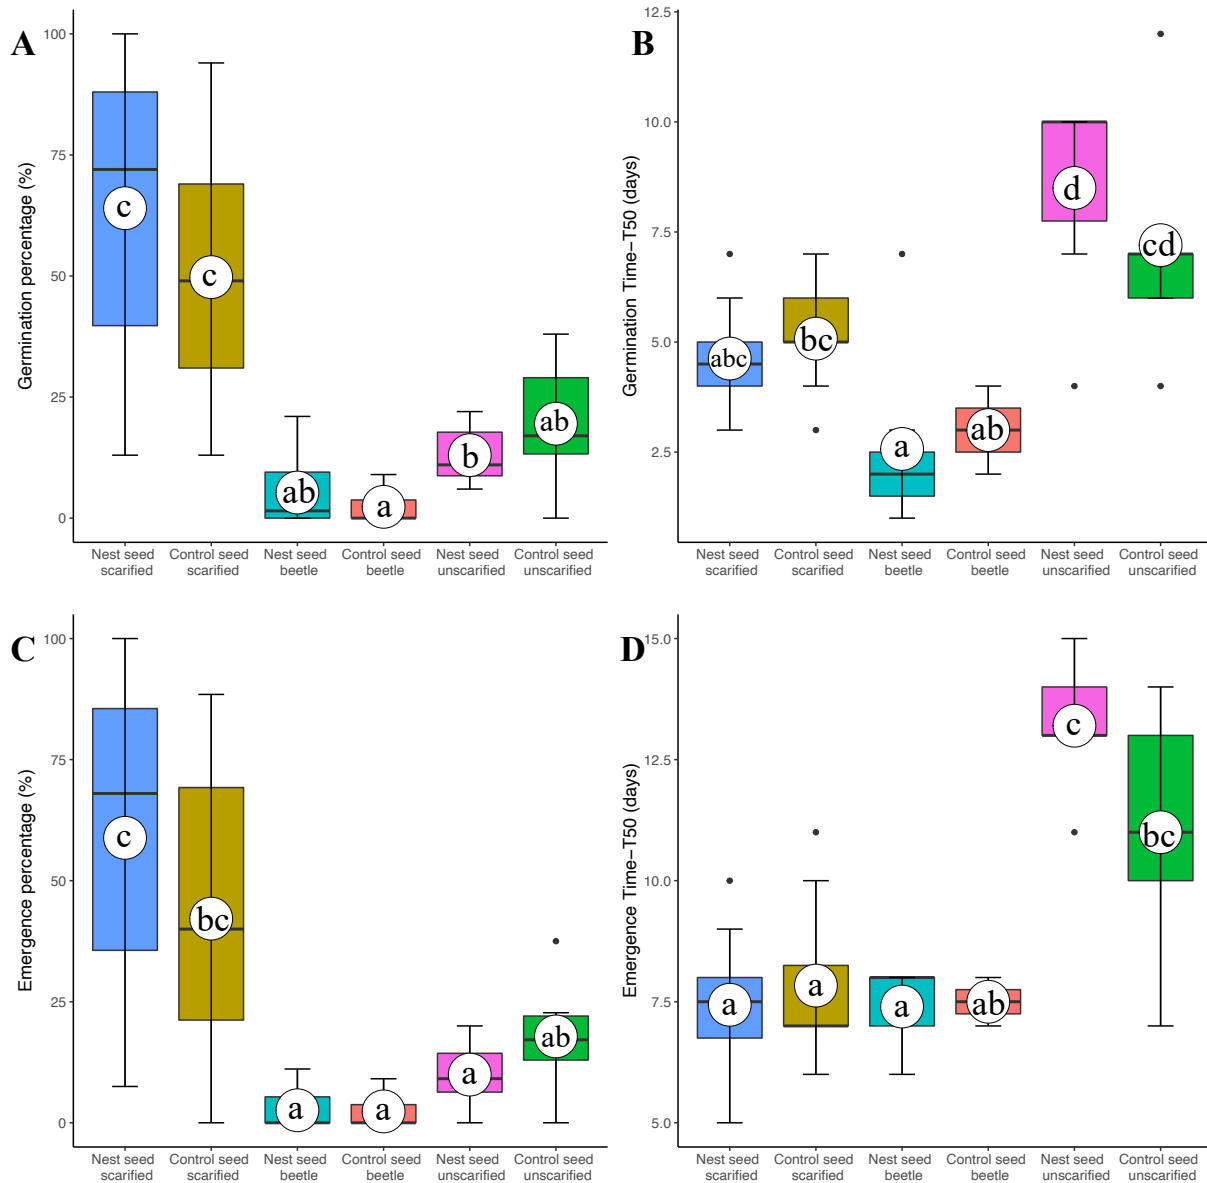 A
Germination percentage (%)
100
75
50
25
0
c
c
ab
a
b
ab
Nest seed
scarified
Control seed
scarified
Nest seed
beetle
Control seed
beetle
Nest seed
unscarified
Control seed
unscarified
B
Germination Time−T50 (days)
12.5
10.0
7.5
5.0
2.5
abc
bc
a
ab
d
cd
Nest seed
scarified
Control seed
scarified
Nest seed
beetle
Control seed
beetle
Nest seed
unscarified
Control seed
unscarified
C
Emergence percentage (%)
100
75
50
25
0
c
bc
a
a
a
ab
Nest seed
scarified
Control seed
scarified
Nest seed
beetle
Control seed
beetle
Nest seed
unscarified
Control seed
unscarified
D
Emergence Time−T50 (days)
15.0
12.5
10.0
7.5
5.0
a
a
a
ab
c
bc
Nest seed
scarified
Control seed
scarified
Nest seed
beetle
Control seed
beetle
Nest seed
unscarified
Control seed
unscarified